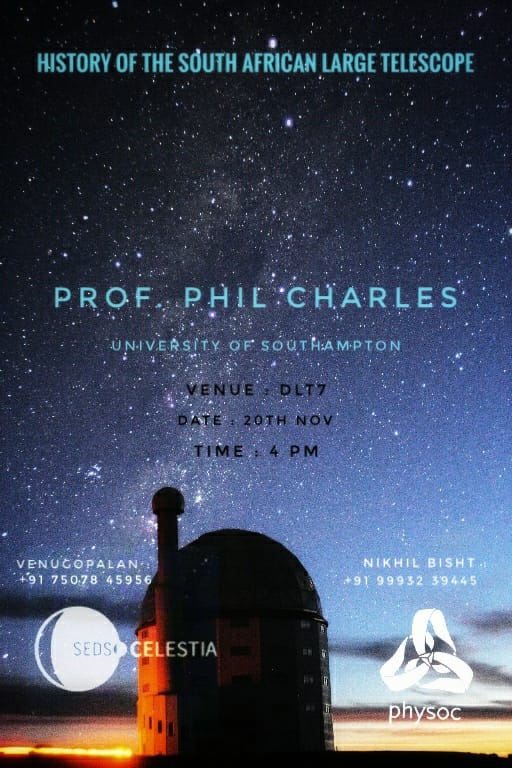 HISTORY OF THE SOUTH AFRICAN LARGE TELESCOPE
PROF. PHIL CHARLES
UNIVERSITY OF SOUTHAMPTON
VENUE : DLT7
DATE : 20TH NOV
TIME : 4 PM
VENUGOPALAN :
+91 75078 45956
NIKHIL BISHT :
+91 99932 39445
SEDS CELESTIA
physoc